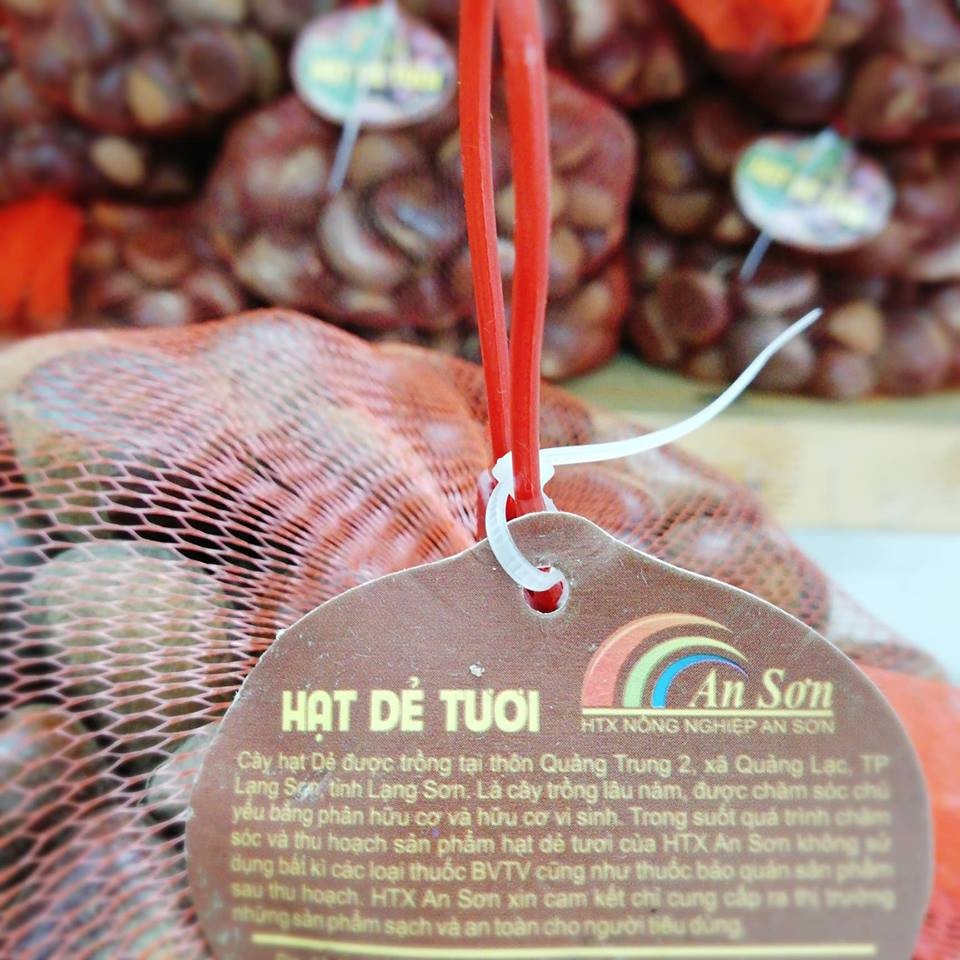 HẠT DẺ TƯƠI
An Sơn
HTX NÔNG NGHIỆP AN SƠN
Cây hạt Dẻ được trồng tại thôn Quảng Trung 2, xã Quảng Lạc, TP
Lạng Sơn, tỉnh Lạng Sơn. Là cây trồng lâu năm, được chăm sóc chủ
yếu bằng phân hữu cơ và hữu cơ vi sinh. Trong suốt quá trình chăm
sóc và thu hoạch sản phẩm hạt dẻ tươi của HTX An Sơn không sử
dụng bất kì các loại thuốc BVTV cũng như thuốc bảo quản sản phẩm
sau thu hoạch. HTX An Sơn xin cam kết chỉ cung cấp ra thị trường
những sản phẩm sạch và an toàn cho người tiêu dùng.